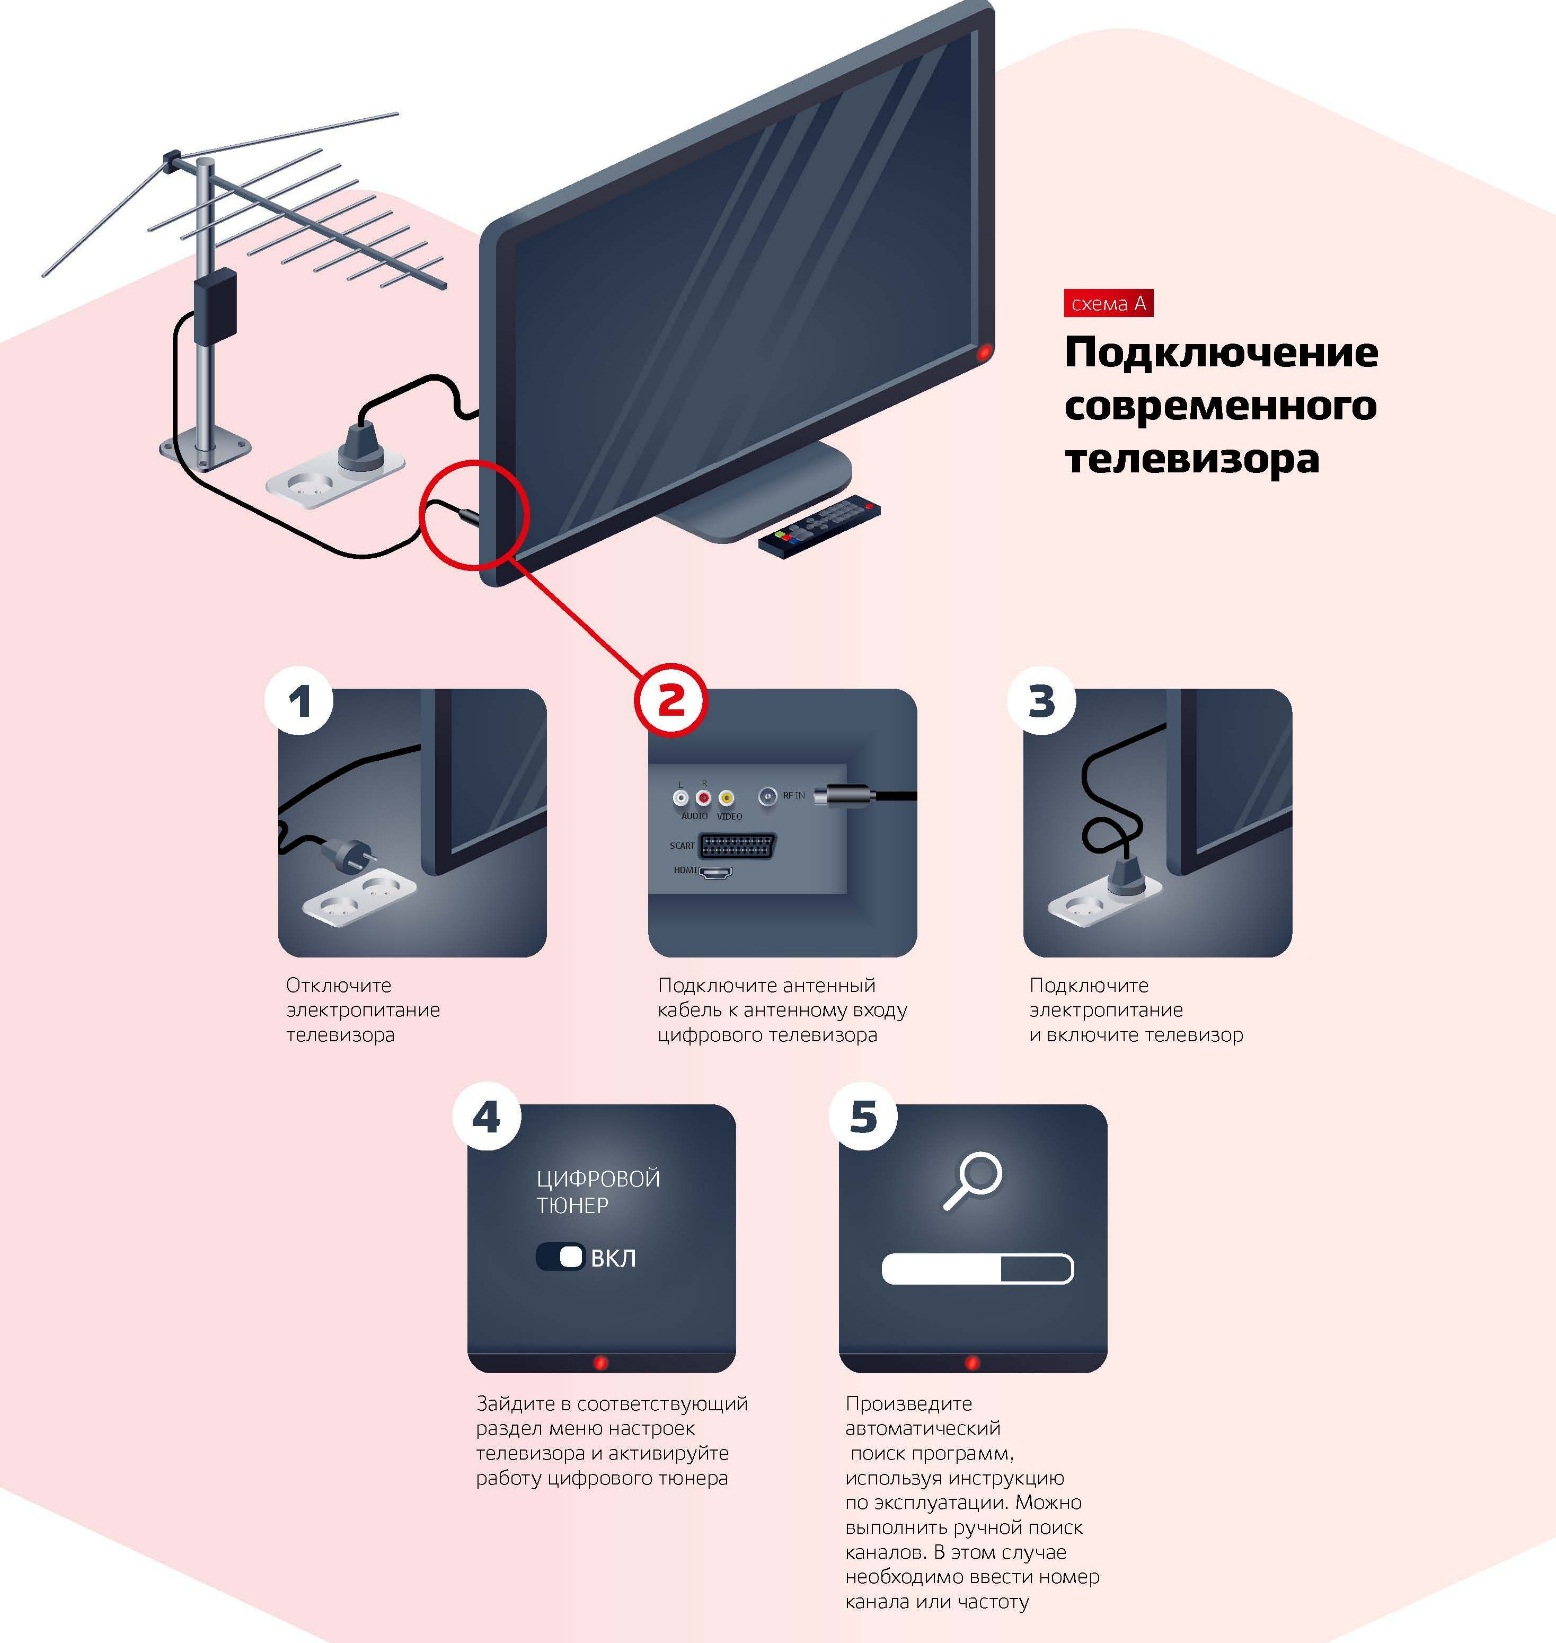 схема А
Подключение
современного
телевизора
1
2
3
L
R
RF IN
AUDIO VIDEO
SCART
HDMI
Отключите
электропитание
телевизора
Подключите антенный
кабель к антенному входу
цифрового телевизора
Подключите
электропитание
и включите телевизор
4
5
ЦИФРОВОЙ
ТЮНЕР
ВКЛ
Зайдите в соответствующий
раздел меню настроек
телевизора и активируйте
работу цифрового тюнера
Произведите
автоматический
поиск программ,
используя инструкцию
по эксплуатации. Можно
выполнить ручной поиск
каналов. В этом случае
необходимо ввести номер
канала или частоту